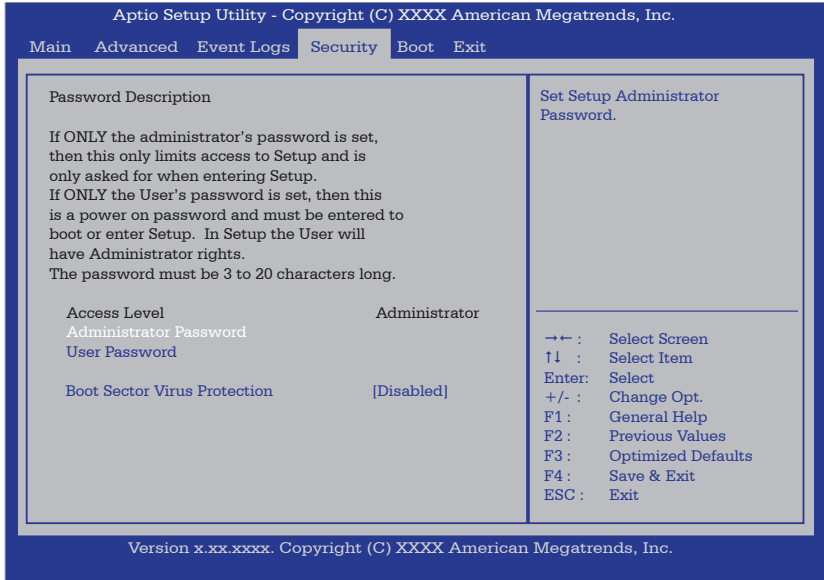 Aptio Setup Utility - Copyright (C) XXXX American Megatrends, Inc.
Main Advanced Event Logs Security Boot Exit
Password Description
If ONLY the administrator's password is set,
then this only limits access to Setup and is
only asked for when entering Setup.
If ONLY the User's password is set, then this
is a power on password and must be entered to
boot or enter Setup. In Setup the User will
have Administrator rights.
The password must be 3 to 20 characters long.
Access Level Administrator
Administrator Password
User Password
Boot Sector Virus Protection [Disabled]
Set Setup Administrator
Password.
→← : Select Screen
↑↓ : Select Item
Enter: Select
+/- : Change Opt.
F1 : General Help
F2 : Previous Values
F3 : Optimized Defaults
F4 : Save & Exit
ESC : Exit
Version x.xx.xxxx. Copyright (C) XXXX American Megatrends, Inc.